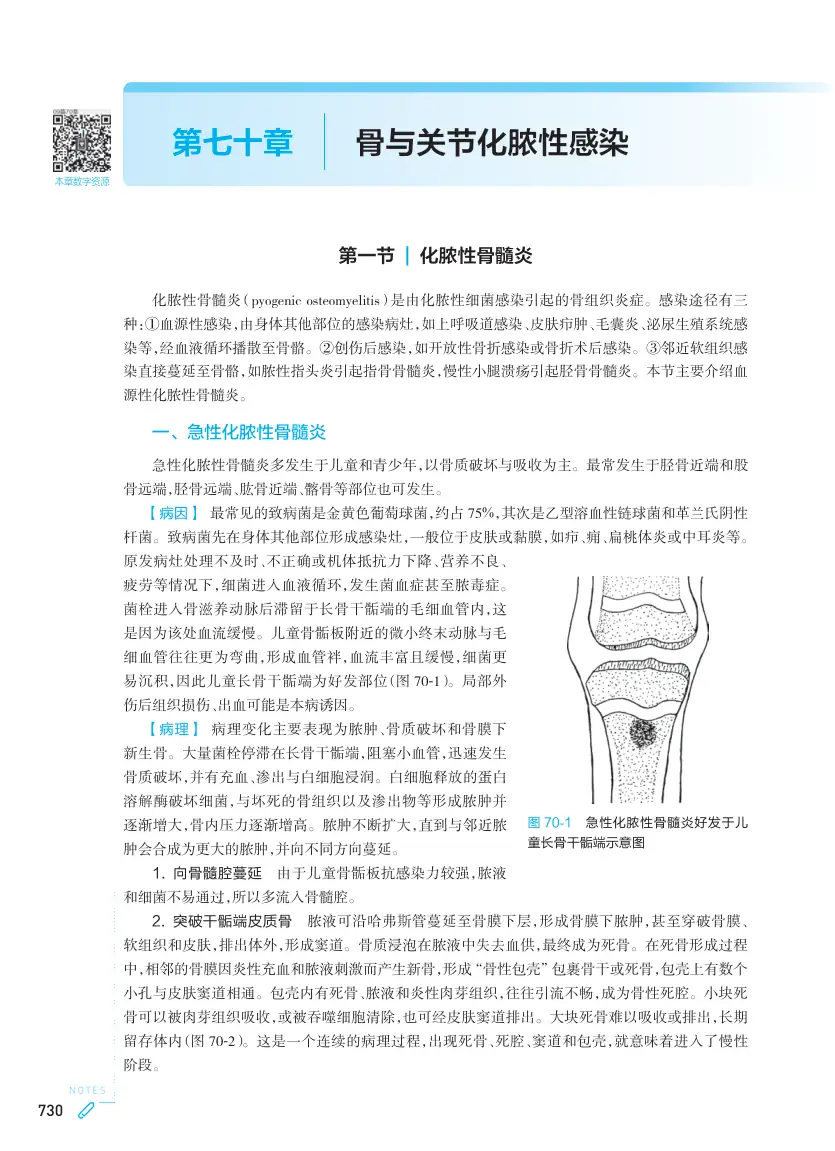 本章数字资源
第七十章 骨与关节化脓性感染
第一节 | 化脓性骨髓炎
化脓性骨髓炎（pyogenic osteomyelitis）是由化脓性细菌感染引起的骨组织炎症。感染途径有三
种：①血源性感染，由身体其他部位的感染病灶，如上呼吸道感染、皮肤疖肿、毛囊炎、泌尿生殖系统感
染等，经血液循环播散至骨骼。②创伤后感染，如开放性骨折感染或骨折术后感染。③邻近软组织感
染直接蔓延至骨骼，如脓性指头炎引起指骨骨髓炎，慢性小腿溃疡引起胫骨骨髓炎。本节主要介绍血
源性化脓性骨髓炎。
一、急性化脓性骨髓炎
急性化脓性骨髓炎多发生于儿童和青少年，以骨质破坏与吸收为主。最常发生于胫骨近端和股
骨远端，胫骨远端、肱骨近端、髂骨等部位也可发生。
【病因】 最常见的致病菌是金黄色葡萄球菌，约占 75%，其次是乙型溶血性链球菌和革兰氏阴性
杆菌。致病菌先在身体其他部位形成感染灶，一般位于皮肤或黏膜，如疖、痈、扁桃体炎或中耳炎等。
原发病灶处理不及时、不正确或机体抵抗力下降、营养不良、
疲劳等情况下，细菌进入血液循环，发生菌血症甚至脓毒症。
菌栓进入骨滋养动脉后滞留于长骨干骺端的毛细血管内，这
是因为该处血流缓慢。儿童骨骺板附近的微小终末动脉与毛
细血管往往更为弯曲，形成血管袢，血流丰富且缓慢，细菌更
易沉积，因此儿童长骨干骺端为好发部位（图 70-1）。局部外
伤后组织损伤、出血可能是本病诱因。
【病理】 病理变化主要表现为脓肿、骨质破坏和骨膜下
新生骨。大量菌栓停滞在长骨干骺端，阻塞小血管，迅速发生
骨质破坏，并有充血、渗出与白细胞浸润。白细胞释放的蛋白
溶解酶破坏细菌，与坏死的骨组织以及渗出物等形成脓肿并
逐渐增大，骨内压力逐渐增高。脓肿不断扩大，直到与邻近脓
肿会合成为更大的脓肿，并向不同方向蔓延。
图 70-1 急性化脓性骨髓炎好发于儿
童长骨干骺端示意图
1. 向骨髓腔蔓延 由于儿童骨骺板抗感染力较强，脓液
和细菌不易通过，所以多流入骨髓腔。
2. 突破干骺端皮质骨 脓液可沿哈弗斯管蔓延至骨膜下层，形成骨膜下脓肿，甚至穿破骨膜、
软组织和皮肤，排出体外，形成窦道。骨质浸泡在脓液中失去血供，最终成为死骨。在死骨形成过程
中，相邻的骨膜因炎性充血和脓液刺激而产生新骨，形成“骨性包壳”包裹骨干或死骨，包壳上有数个
小孔与皮肤窦道相通。包壳内有死骨、脓液和炎性肉芽组织，往往引流不畅，成为骨性死腔。小块死
骨可以被肉芽组织吸收，或被吞噬细胞清除，也可经皮肤窦道排出。大块死骨难以吸收或排出，长期
留存体内（图 70-2）。这是一个连续的病理过程，出现死骨、死腔、窦道和包壳，就意味着进入了慢性
阶段。
NOTES
730